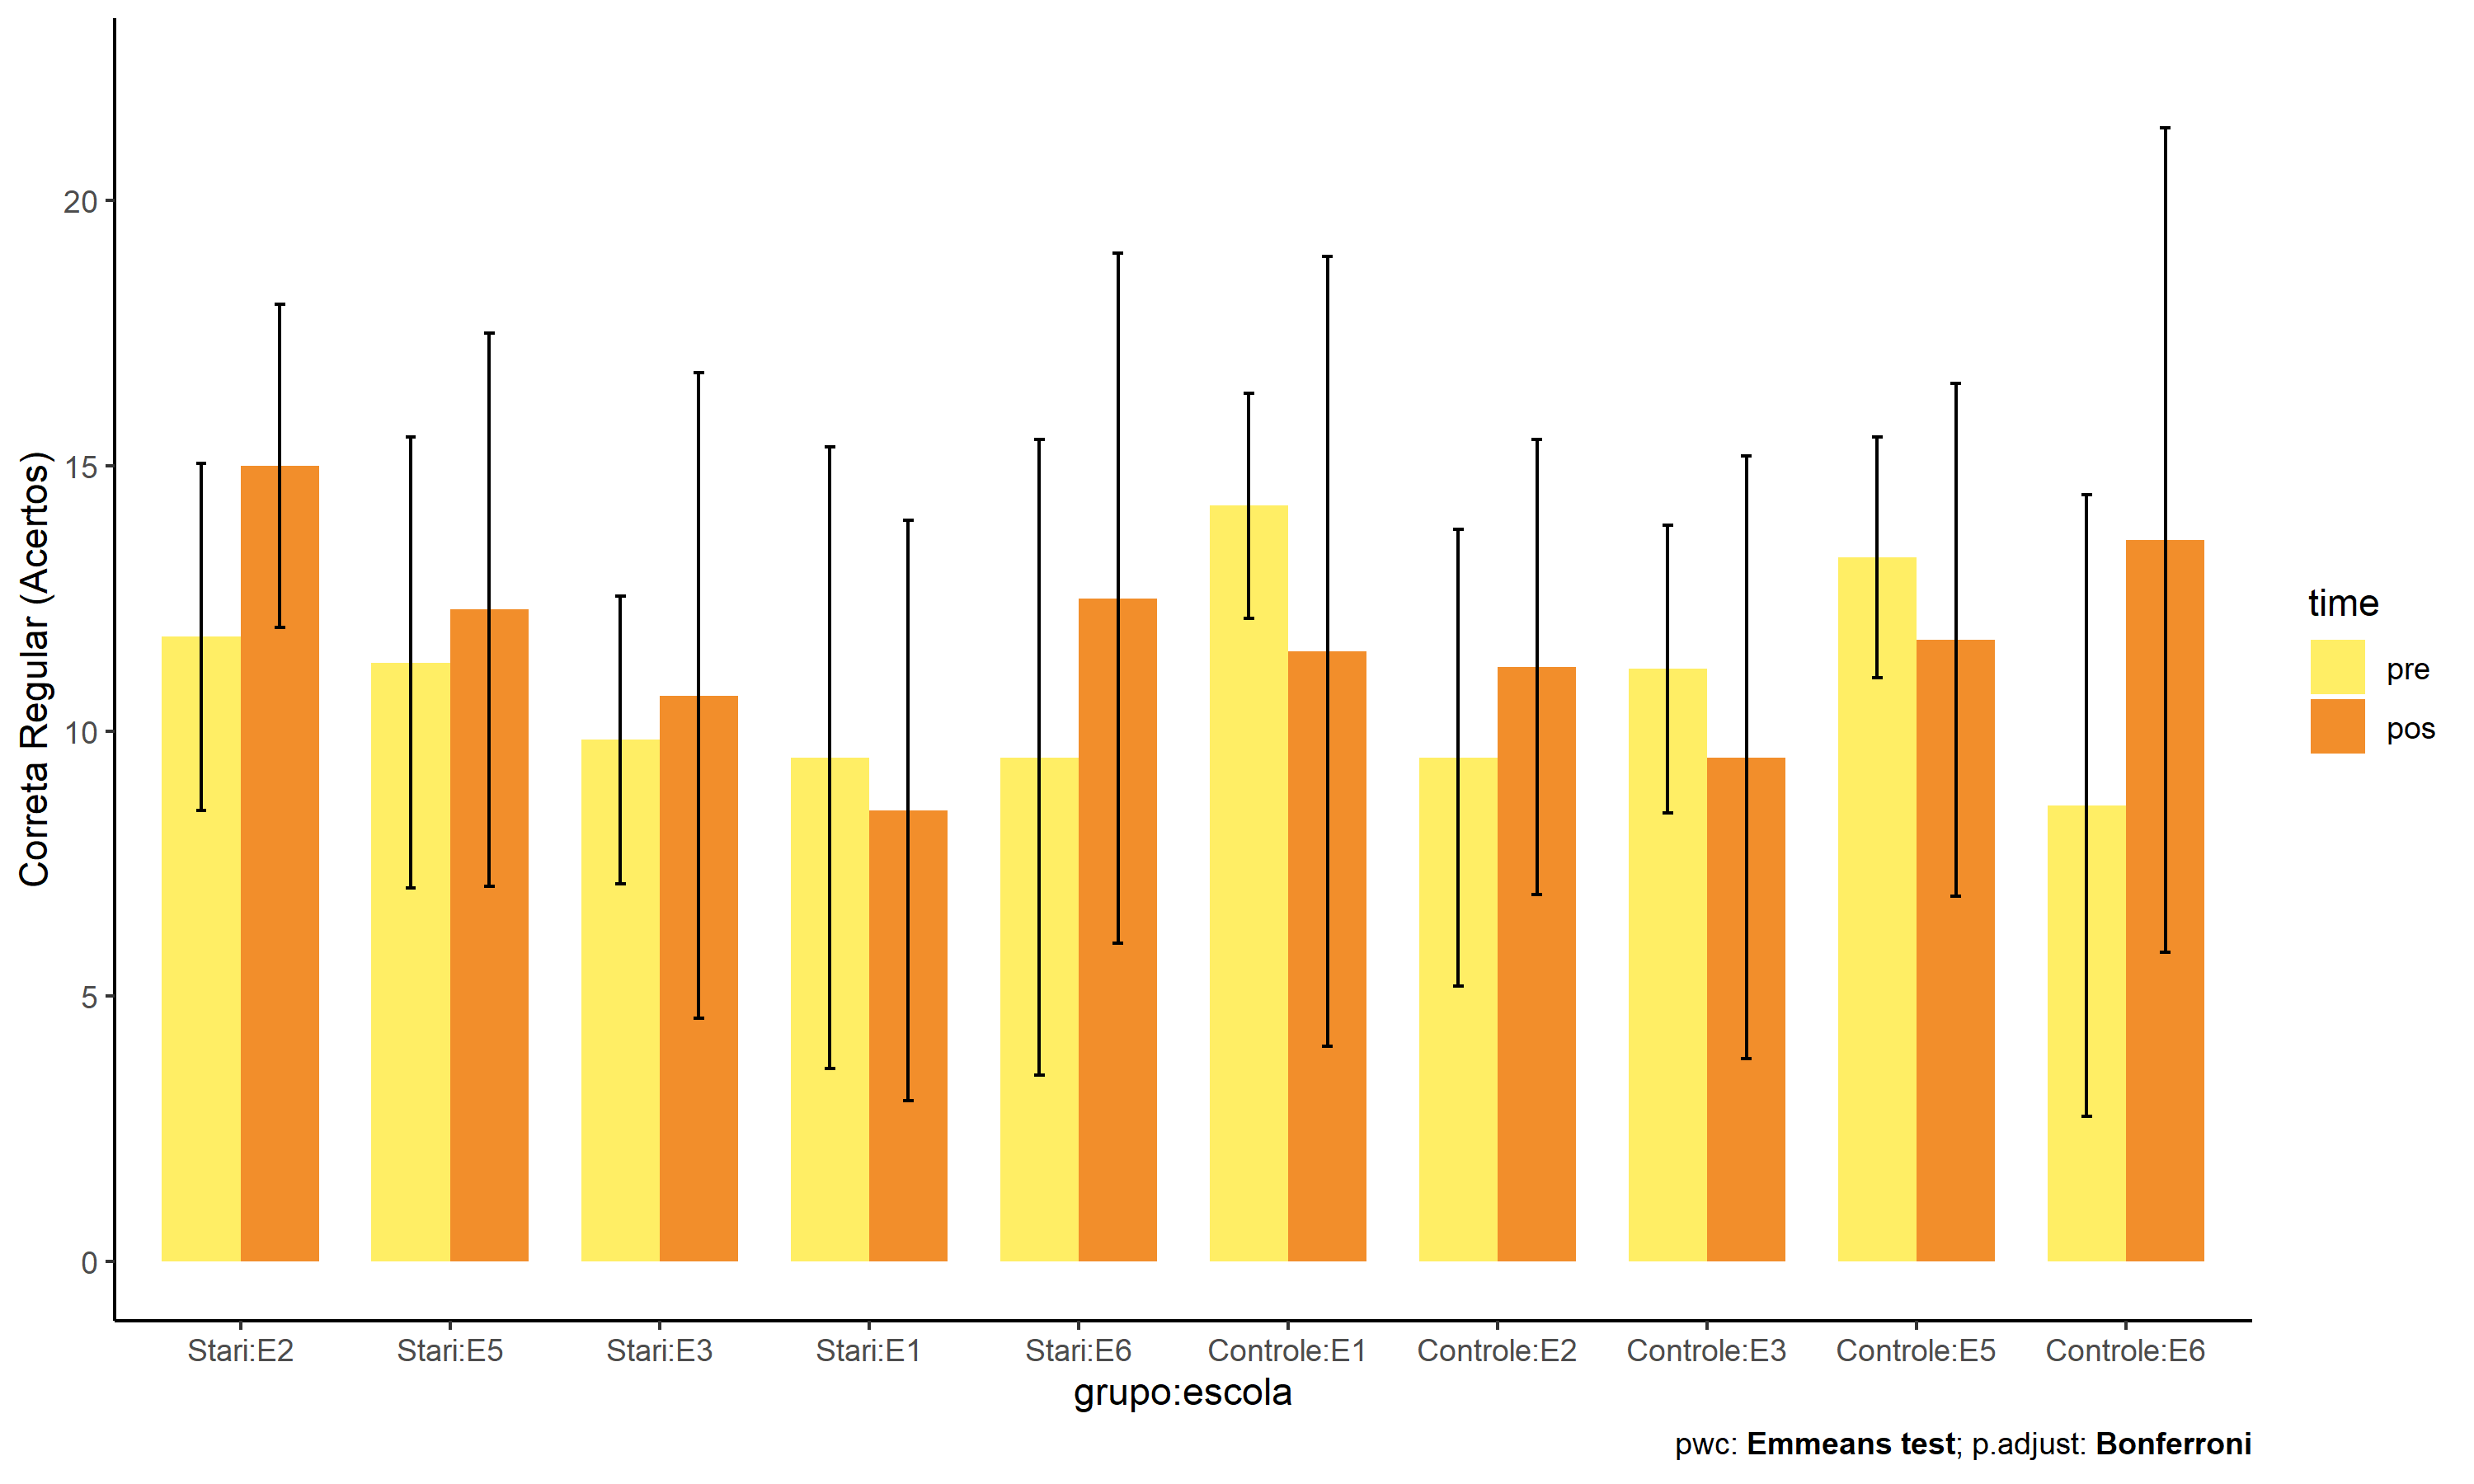 Correta Regular (Acertos)
20
15
10
5
0
Stari:E2 Stari:E5 Stari:E3 Stari:E1 Stari:E6 Controle:E1 Controle:E2 Controle:E3 Controle:E5 Controle:E6
grupo:escola
time
pre
pos
pwc: Emmeans test; p.adjust: Bonferroni